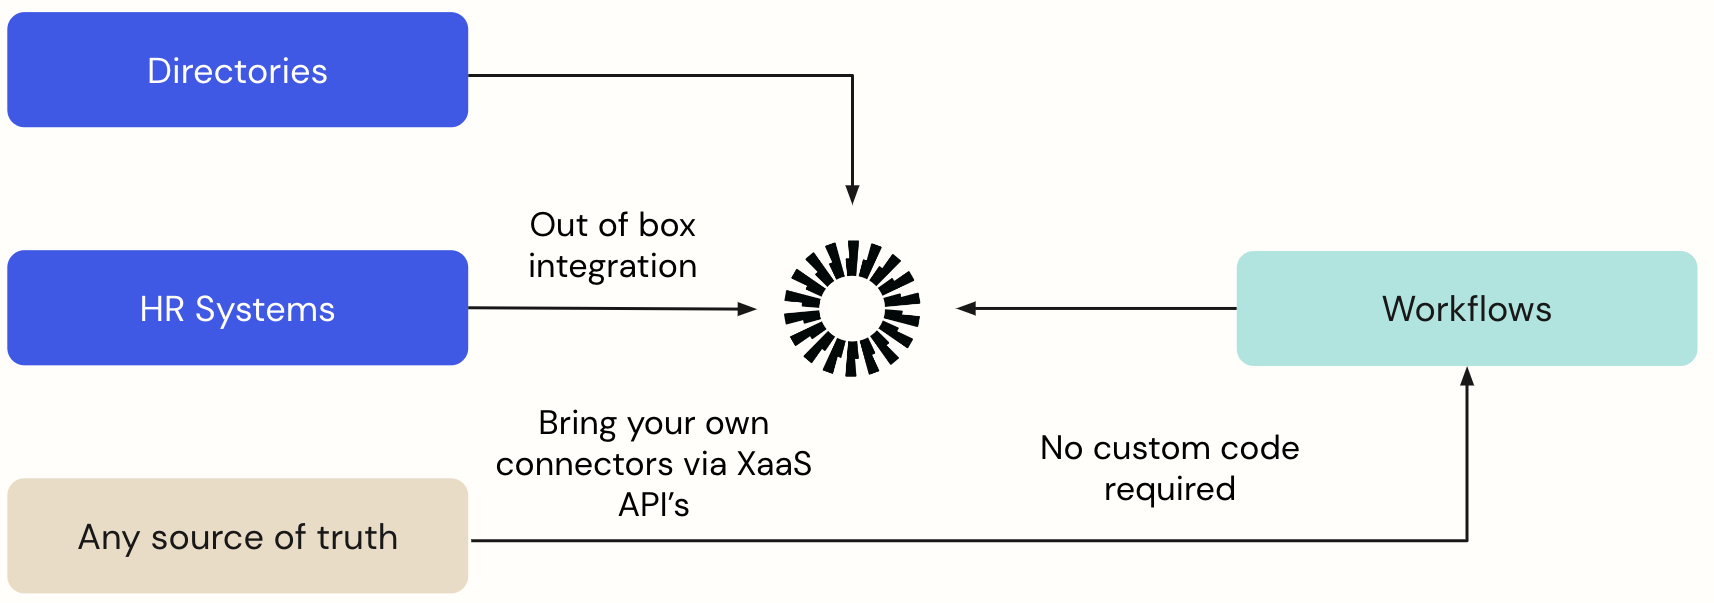 Directories
Out of box
integration
HR Systems
Workflows
Bring your own
connectors via XaaS
API’s
No custom code
required
Any source of truth